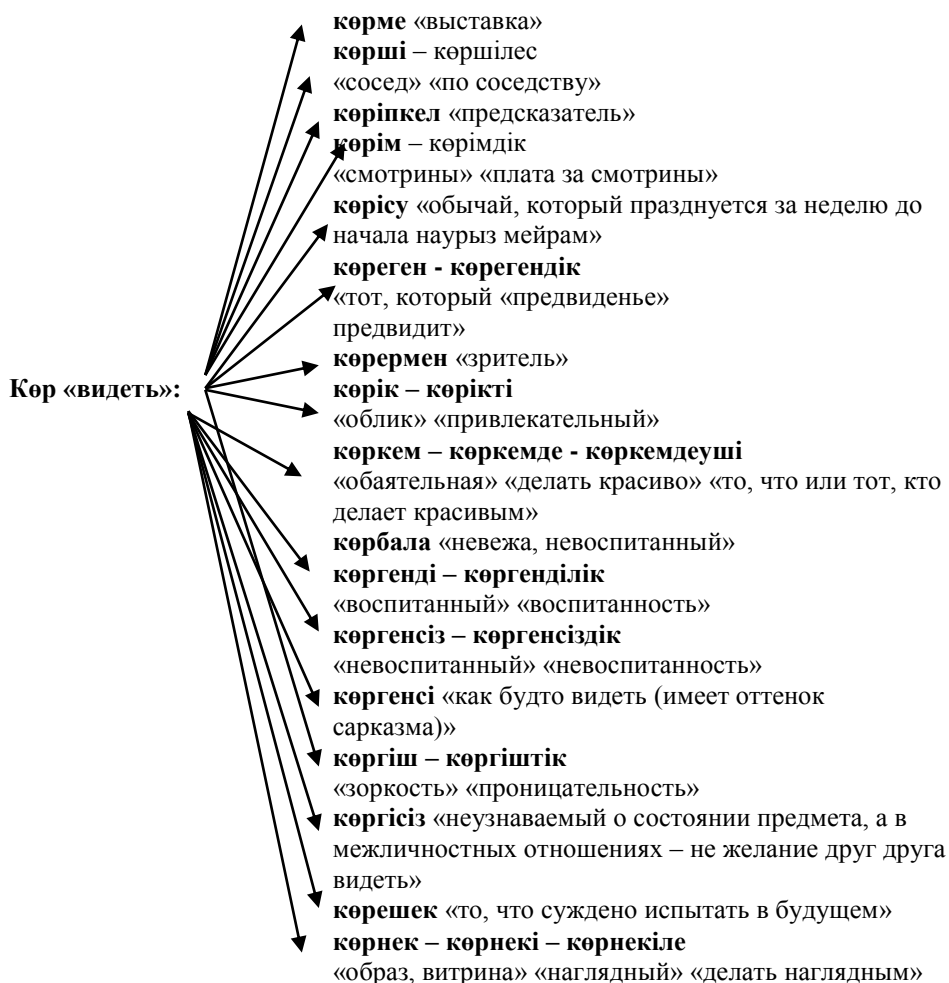 көрме «выставка»
көрші – көршілес
«сосед» «по соседству»
көріпкел «предсказатель»
көрім – көрімдік
«смотрины» «плата за смотрины»
көрісу «обычай, который празднуется за неделю до
начала наурыз мейрам»
көреген - көрегендік
«тот, который «предвиденье»
предвидит»
көрермен «зритель»
Көр «видеть»:
көрік – көрікті
«облик» «привлекательный»
көркем – көркемде - көркемдеуші
«обаятельная» «делать красиво» «то, что или тот, кто
делает красивым»
көрбала «невежа, невоспитанный»
көргенді – көргенділік
«воспитанный» «воспитанность»
көргенсіз – көргенсіздік
«невоспитанный» «невоспитанность»
көргенсі «как будто видеть (имеет оттенок
сарказма)»
көргіш – көргіштік
«зоркость» «проницательность»
көргісіз «неузнаваемый о состоянии предмета, а в
межличностных отношениях – не желание друг друга
видеть»
көрешек «то, что суждено испытать в будущем»
көрнек – көрнекі – көрнекіле
«образ, витрина» «наглядный» «делать наглядным»